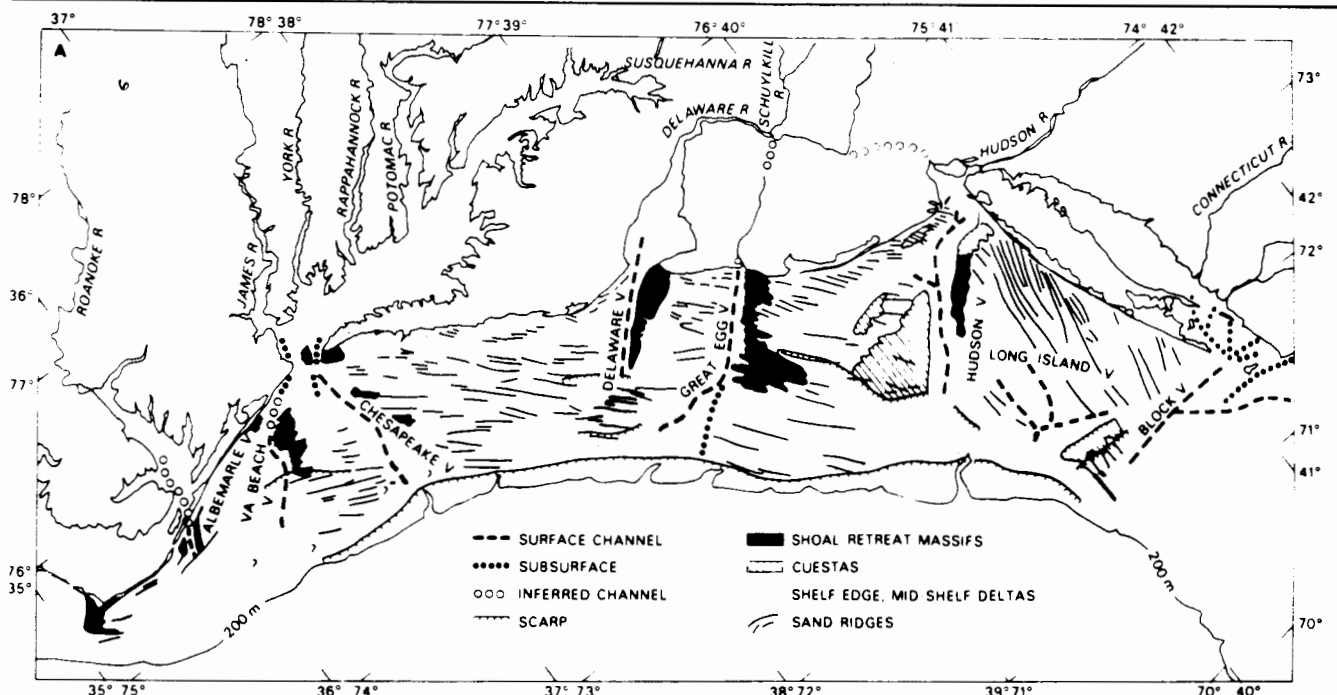 37° 78° 38° 77° 39° 76° 40° 75° 41° 74° 42°
A
73°
SUSQUEHANNA R
SCHUYLKILL R
DELAWARE R
HUDSON R
CONNECTICUT R
YORK R
RAPPAHANNOCK R
POTOMAC R
JAMES R
ROANOKE R
78°
42°
72°
36°
77°
DELAWARE V
GREAT EGG V
HUDSON V
LONG ISLAND V
BLOCK V
CHESAPEAKE V
ALBEMARLE V
VA BEACH V
71°
41°
SURFACE CHANNEL
SUBSURFACE
INFERRED CHANNEL
SCARP
SHOAL RETREAT MASSIFS
CUESTAS
SHELF EDGE, MID SHELF DELTAS
SAND RIDGES
76°
35°
200 m
200 m
70°
35° 75° 36° 74° 37° 73° 38° 72° 39° 71° 70° 40°